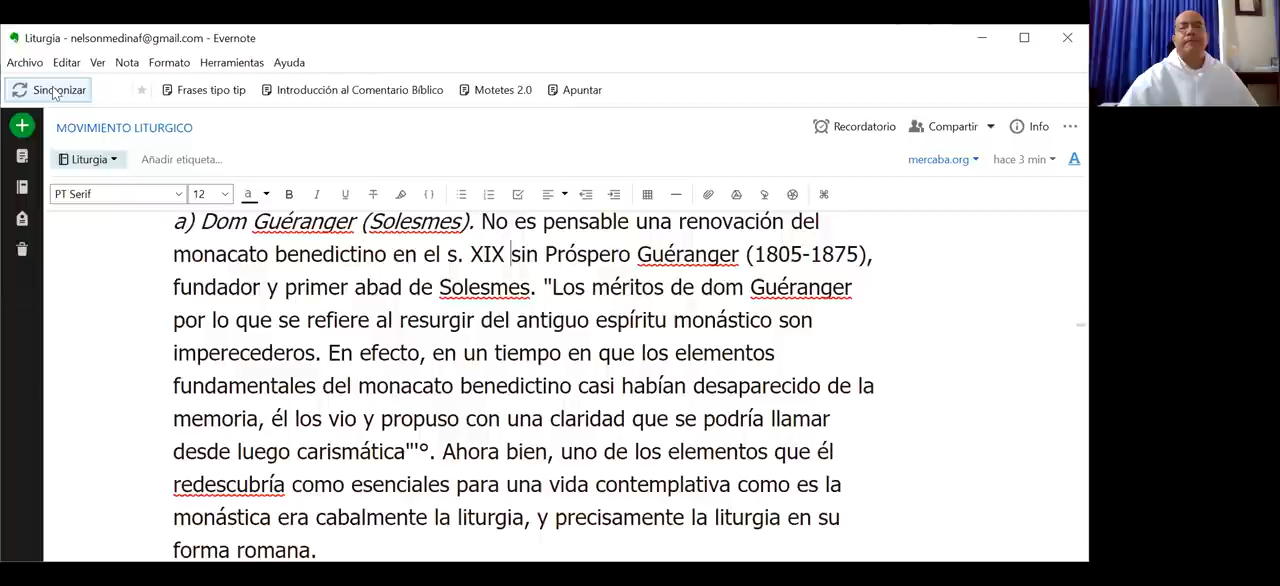 Liturgia - nelsonmedinaf@gmail.com - Evernote
Archivo Editar Ver Nota Formato Herramientas Ayuda
Sincronizar Frases tipo tip Introducción al Comentario Bíblico Motetes 2.0 Apuntar
MOVIMIENTO LITURGICO Recordatorio Compartir Info
Liturgia Añadir etiqueta... mercaba.org hace 3 min A
PT Serif 12 a B I U T
a) Dom Guéranger (Solesmes). No es pensable una renovación del
monacato benedictino en el s. XIX sin Próspero Guéranger (1805-1875),
fundador y primer abad de Solesmes. "Los méritos de dom Guéranger
por lo que se refiere al resurgir del antiguo espíritu monástico son
imperecederos. En efecto, en un tiempo en que los elementos
fundamentales del monacato benedictino casi habían desaparecido de la
memoria, él los vio y propuso con una claridad que se podría llamar
desde luego carismática"'°. Ahora bien, uno de los elementos que él
redescubría como esenciales para una vida contemplativa como es la
monástica era cabalmente la liturgia, y precisamente la liturgia en su
forma romana.